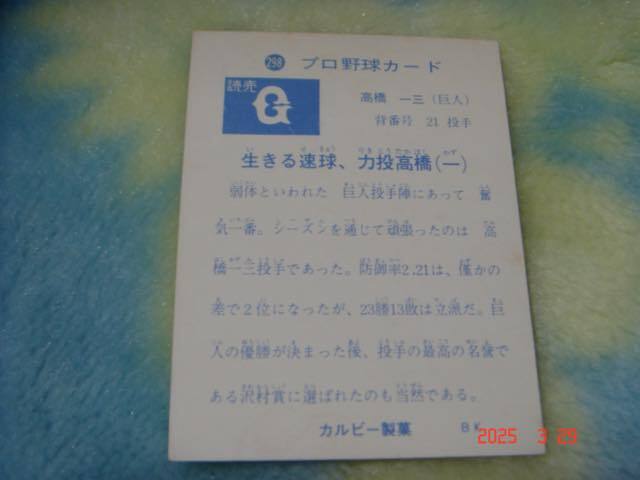 298 プロ野球カード
読売
G
高橋 一三(巨人)
背番号 21 投手
生きる速球、力投高橋(一)
弱体といわれた 巨人投手陣にあって 奮
気一番。シーズンを通じて頑張ったのは 高
橋一三投手であった。防御率2.21は、僅かの
差で2位になったが、23勝13敗は立派だ。巨
人の優勝が決まった後、投手の最高の名誉で
ある沢村賞に選ばれたのも当然である。
カルビー製菓
BK
2025 3 29